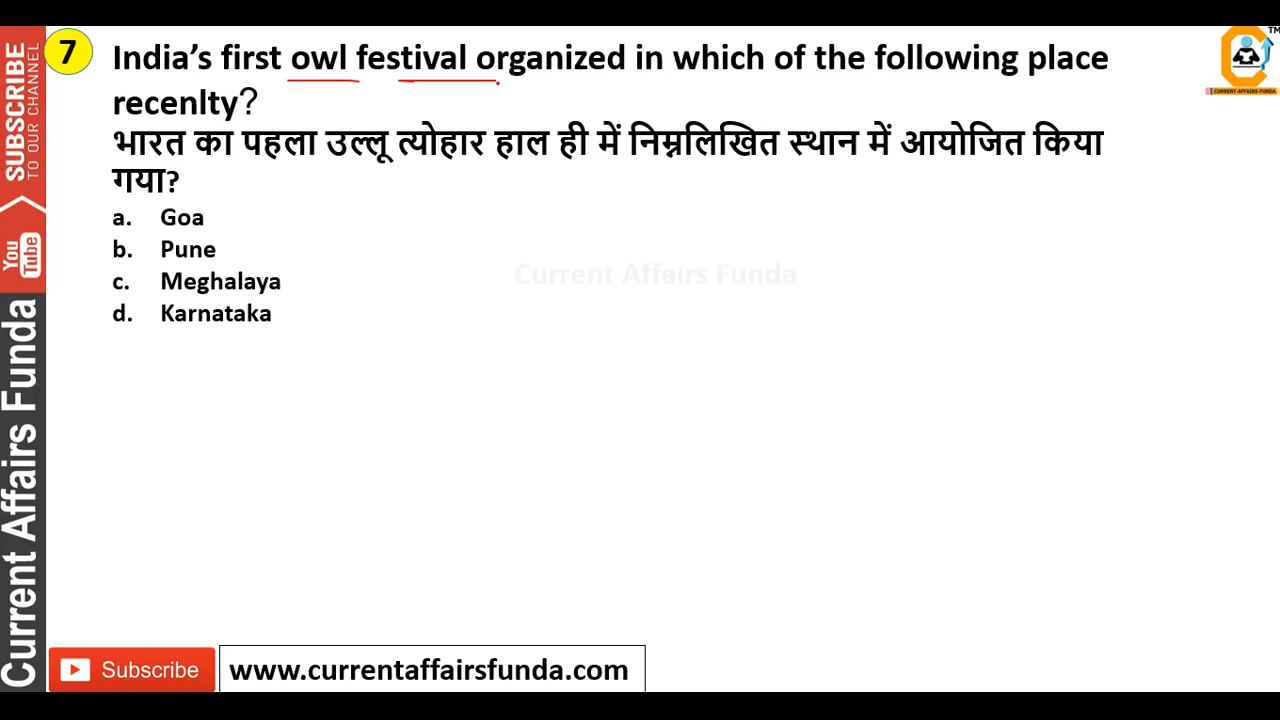 7 India’s first owl festival organized in which of the following place
recenlty?
भारत का पहला उल्लू त्योहार हाल ही में निम्नलिखित स्थान में आयोजित किया
गया?
a. Goa
b. Pune
c. Meghalaya
d. Karnataka
Current Affairs Funda
SUBSCRIBE
TO OUR CHANNEL
You
Tube
Current Affairs Funda
TM
CURRENT-AFFAIRS-FUNDA
Subscribe
www.currentaffairsfunda.com